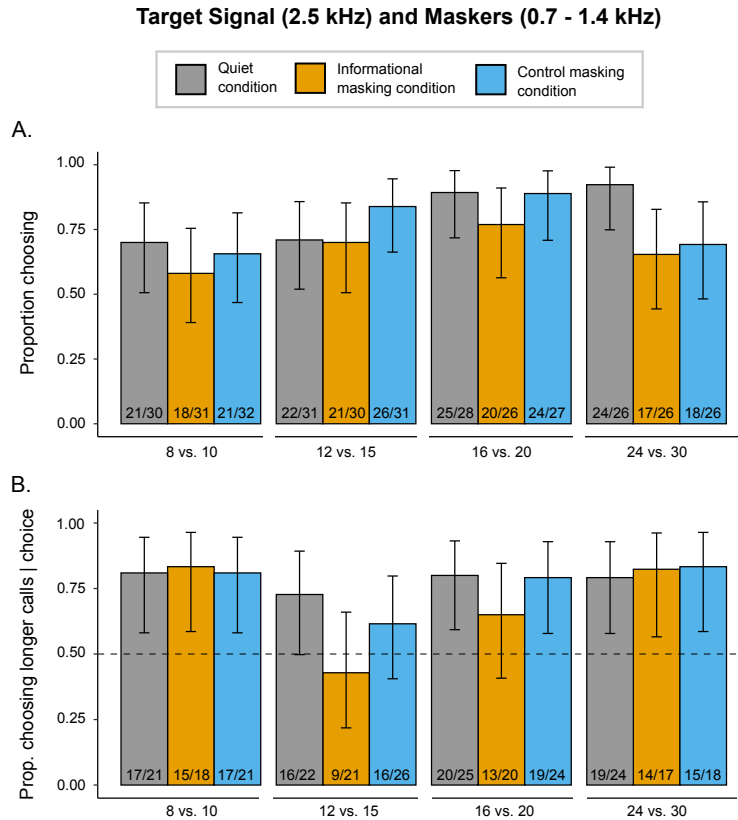 Target Signal (2.5 kHz) and Maskers (0.7 - 1.4 kHz)
Quiet condition
Informational masking condition
Control masking condition
A.
Proportion choosing
1.00
0.75
0.50
0.25
0.00
21/30 18/31 21/32 22/31 21/30 26/31 25/28 20/26 24/27 24/26 17/26 18/26
8 vs. 10 12 vs. 15 16 vs. 20 24 vs. 30
B.
Prop. choosing longer calls | choice
1.00
0.75
0.50
0.25
0.00
17/21 15/18 17/21 16/22 9/21 16/26 20/25 13/20 19/24 19/24 14/17 15/18
8 vs. 10 12 vs. 15 16 vs. 20 24 vs. 30